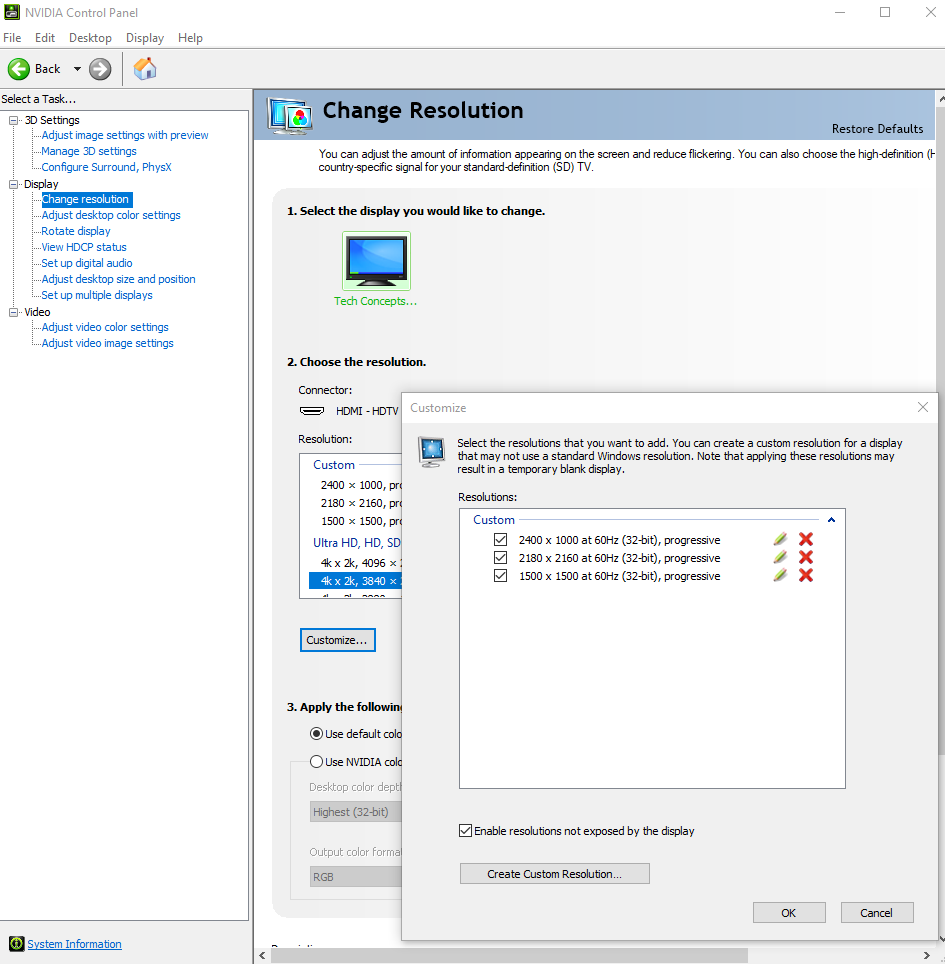 NVIDIA Control Panel
File Edit Desktop Display Help
Back
Select a Task...
3D Settings
Adjust image settings with preview
Manage 3D settings
Configure Surround, PhysX
Display
Change resolution
Adjust desktop color settings
Rotate display
View HDCP status
Set up digital audio
Adjust desktop size and position
Set up multiple displays
Video
Adjust video color settings
Adjust video image settings
System Information
Change Resolution
Restore Defaults
You can adjust the amount of information appearing on the screen and reduce flickering. You can also choose the high-definition (H
country-specific signal for your standard-definition (SD) TV.
1. Select the display you would like to change.
Tech Concepts...
2. Choose the resolution.
Connector:
HDMI - HDTV
Resolution:
Custom
2400 × 1000, pro
2180 × 2160, pro
1500 × 1500, pro
Ultra HD, HD, SD
4k x 2k, 4096 ×
4k x 2k, 3840 ×
Customize...
3. Apply the following
Use default colo
Use NVIDIA colo
Desktop color depth
Highest (32-bit)
Output color format
RGB
Customize
Select the resolutions that you want to add. You can create a custom resolution for a display
that may not use a standard Windows resolution. Note that applying these resolutions may
result in a temporary blank display.
Resolutions:
Custom
2400 x 1000 at 60Hz (32-bit), progressive
2180 x 2160 at 60Hz (32-bit), progressive
1500 x 1500 at 60Hz (32-bit), progressive
Enable resolutions not exposed by the display
Create Custom Resolution...
OK Cancel